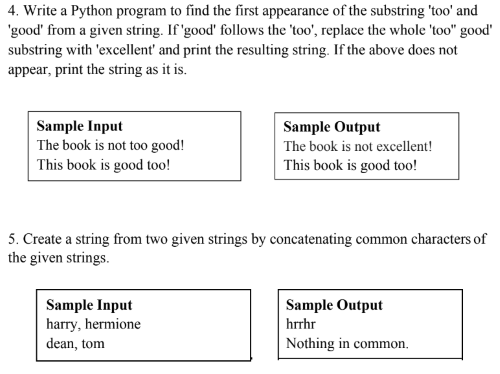 4. Write a Python program to find the first appearance of the substring 'too' and
'good' from a given string. If 'good' follows the 'too', replace the whole 'too'' good'
substring with 'excellent' and print the resulting string. If the above does not
appear, print the string as it is.
Sample Input
The book is not too good!
This book is good too!
Sample Output
The book is not excellent!
This book is good too!
5. Create a string from two given strings by concatenating common characters of
the given strings.
Sample Input
harry, hermione
dean, tom
Sample Output
hrrhr
Nothing in common.